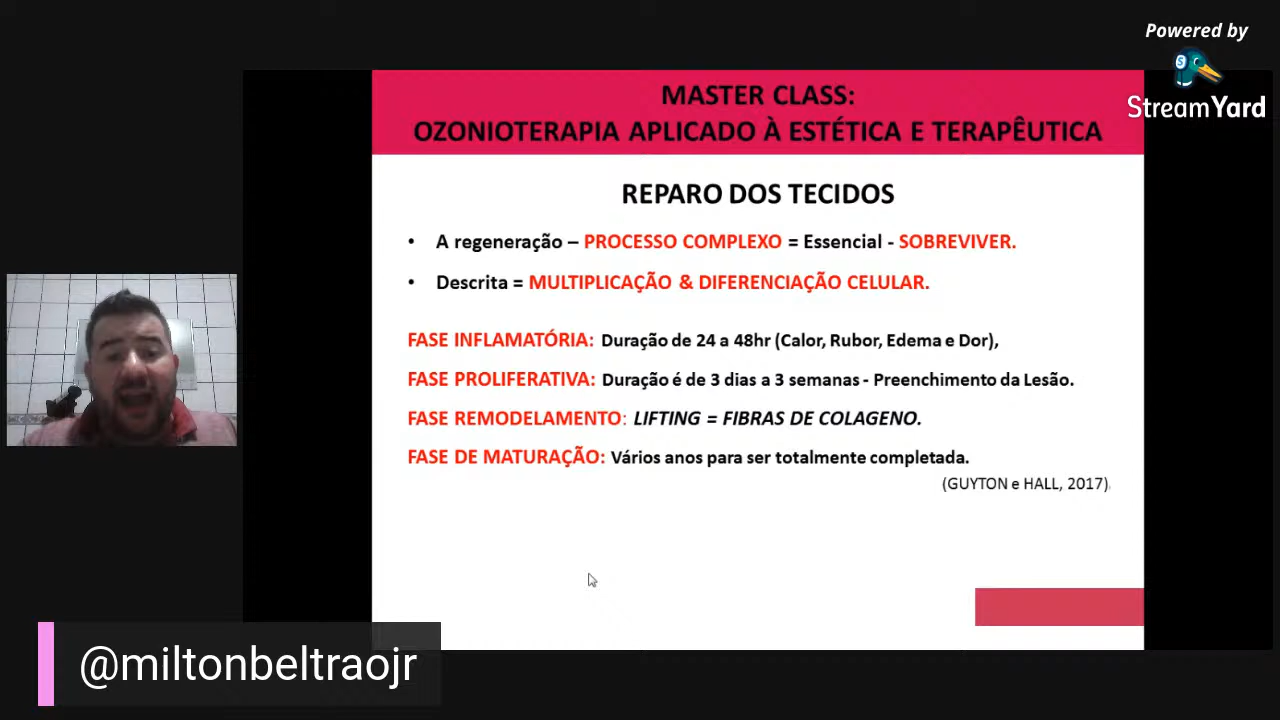 Powered by
StreamYard
MASTER CLASS:
OZONIOTERAPIA APLICADO À ESTÉTICA E TERAPÊUTICA
REPARO DOS TECIDOS
• A regeneração – PROCESSO COMPLEXO = Essencial - SOBREVIVER.
• Descrita = MULTIPLICAÇÃO & DIFERENCIAÇÃO CELULAR.
FASE INFLAMATÓRIA: Duração de 24 a 48hr (Calor, Rubor, Edema e Dor),
FASE PROLIFERATIVA: Duração é de 3 dias a 3 semanas - Preenchimento da Lesão.
FASE REMODELAMENTO: LIFTING = FIBRAS DE COLAGENO.
FASE DE MATURAÇÃO: Vários anos para ser totalmente completada.
(GUYTON e HALL, 2017).
@miltonbeltraojr